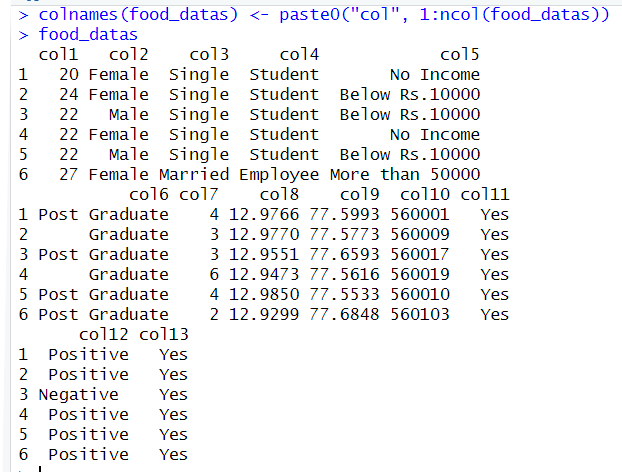 > colnames(food_datas) <- paste0("col", 1:ncol(food_datas))
> food_datas
  col1   col2    col3     col4            col5
1   20 Female  Single  Student       No Income
2   24 Female  Single  Student  Below Rs.10000
3   22   Male  Single  Student  Below Rs.10000
4   22 Female  Single  Student       No Income
5   22   Male  Single  Student  Below Rs.10000
6   27 Female Married Employee More than 50000
           col6 col7    col8    col9  col10 col11
1 Post Graduate    4 12.9766 77.5993 560001   Yes
2      Graduate    3 12.9770 77.5773 560009   Yes
3 Post Graduate    3 12.9551 77.6593 560017   Yes
4      Graduate    6 12.9473 77.5616 560019   Yes
5 Post Graduate    4 12.9850 77.5533 560010   Yes
6 Post Graduate    2 12.9299 77.6848 560103   Yes
      col12 col13
1  Positive   Yes
2  Positive   Yes
3 Negative    Yes
4  Positive   Yes
5  Positive   Yes
6  Positive   Yes